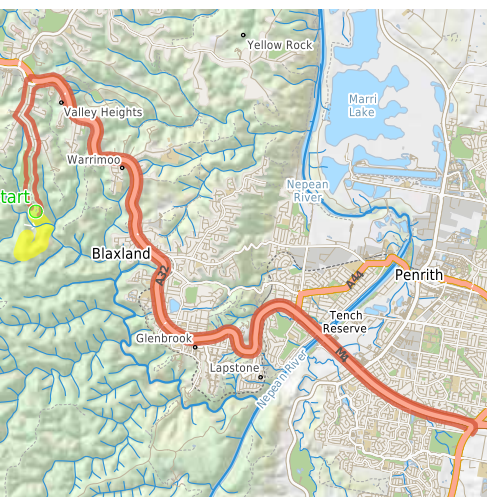 Yellow Rock
Marri
Lake
Valley Heights
Warrimoo
Nepean
River
tart
Blaxland
A32
A44
Penrith
Tench
Reserve
Glenbrook
M4
Lapstone
Nepean River